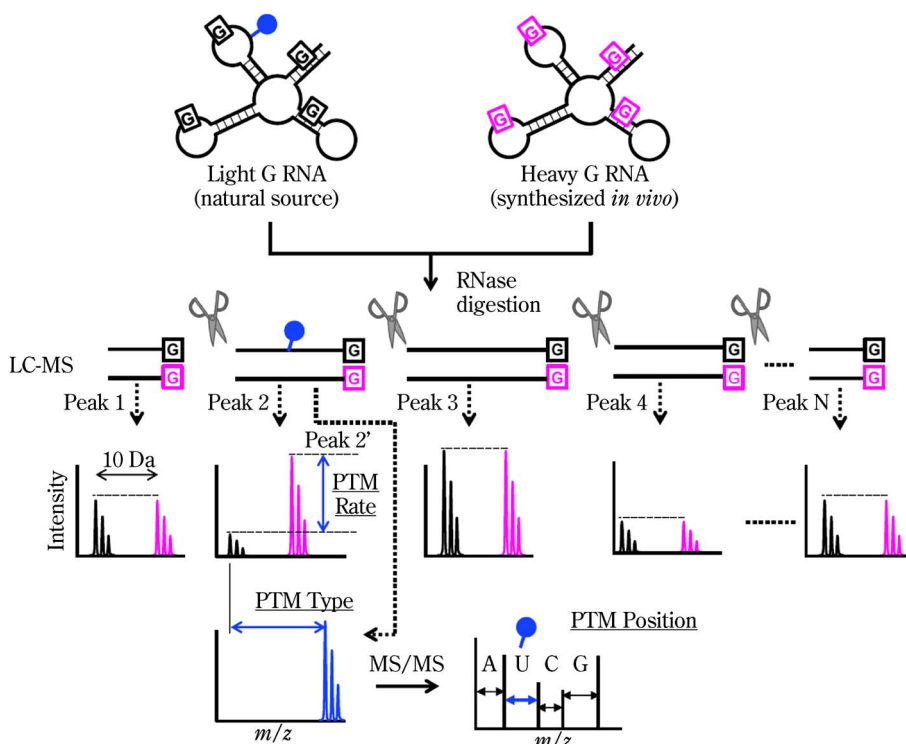 G
G
G
G
G
G
G
G
Light G RNA
(natural source)
Heavy G RNA
(synthesized in vivo)
RNase
digestion
LC-MS
G
G
G
G
G
G
G
G
G
G
Peak 1
Peak 2
Peak 3
Peak 4
Peak N
Peak 2'
10 Da
PTM
Rate
Intensity
PTM Type
PTM Position
MS/MS
A U C G
m/z
m/z